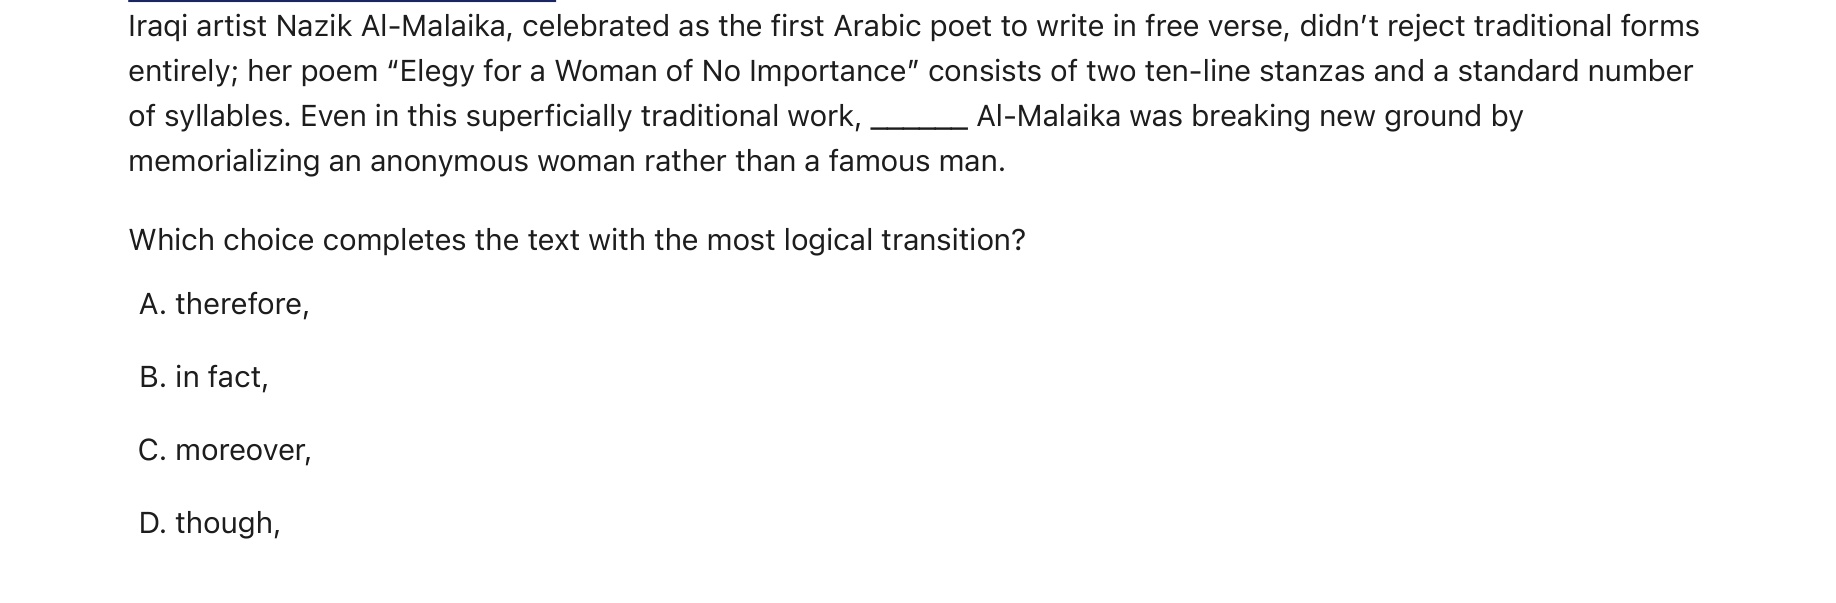 Iraqi artist Nazik Al-Malaika, celebrated as the first Arabic poet to write in free verse, didn’t reject traditional forms
entirely; her poem “Elegy for a Woman of No Importance” consists of two ten-line stanzas and a standard number
of syllables. Even in this superficially traditional work, ______ Al-Malaika was breaking new ground by
memorializing an anonymous woman rather than a famous man.
Which choice completes the text with the most logical transition?
A. therefore,
B. in fact,
C. moreover,
D. though,